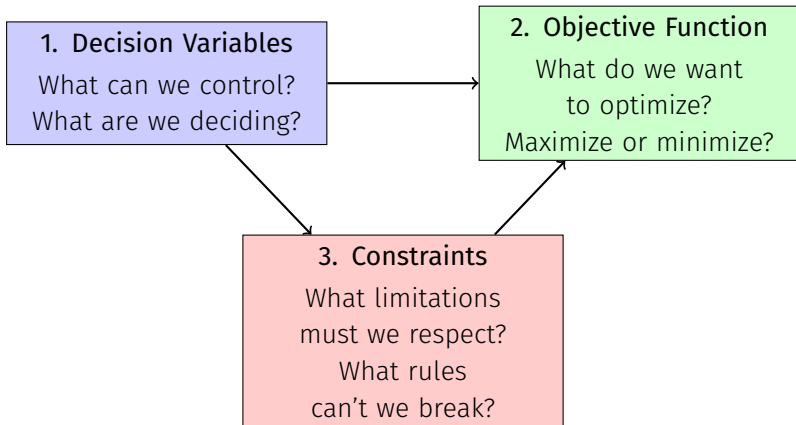 1. Decision Variables
What can we control?
What are we deciding?
2. Objective Function
What do we want
to optimize?
Maximize or minimize?
3. Constraints
What limitations
must we respect?
What rules
can't we break?